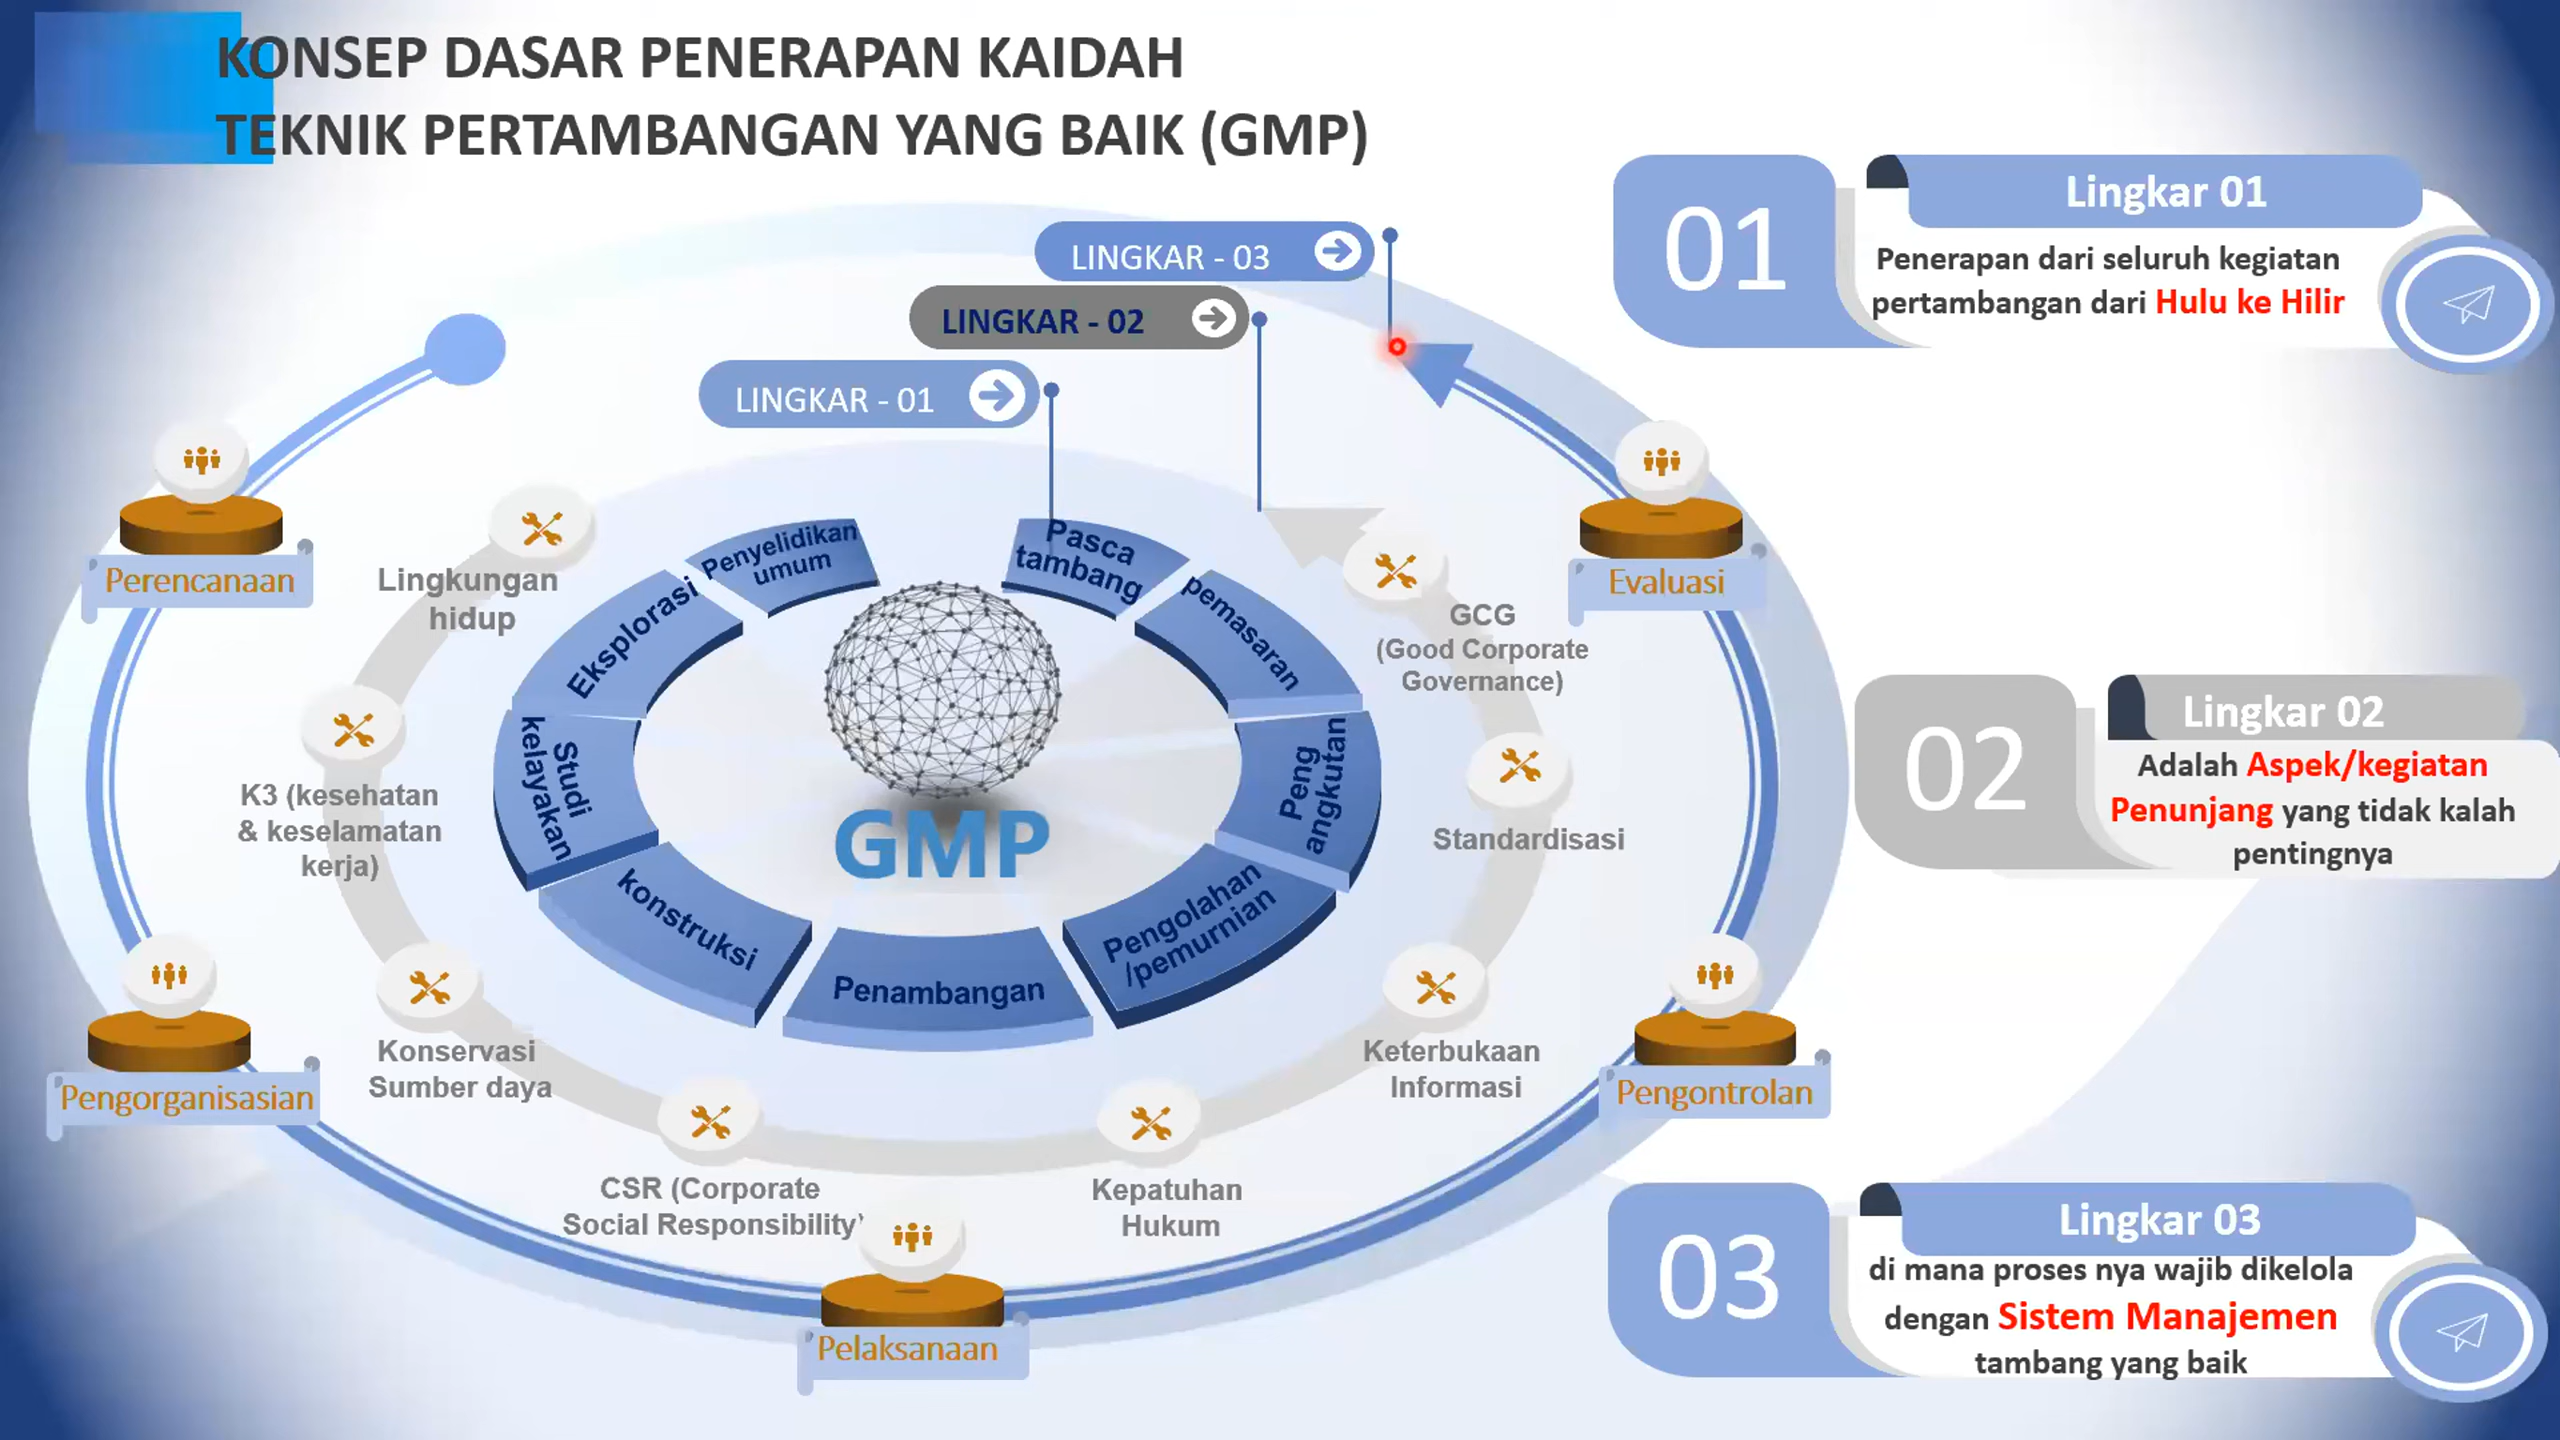 KONSEP DASAR PENERAPAN KAIDAH
TEKNIK PERTAMBANGAN YANG BAIK (GMP)
LINGKAR - 03
LINGKAR - 02
LINGKAR - 01
Perencanaan
Pengorganisasian
Pelaksanaan
Pengontrolan
Evaluasi
Lingkungan
hidup
K3 (kesehatan
& keselamatan
kerja)
Konservasi
Sumber daya
CSR (Corporate
Social Responsibility)
Kepatuhan
Hukum
Keterbukaan
Informasi
Standardisasi
GCG
(Good Corporate
Governance)
Penyelidikan
umum
Eksplorasi
Studi
kelayakan
konstruksi
Penambangan
Pengolahan
/pemurnian
Peng
angkutan
pemasaran
Pasca
tambang
GMP
01
Lingkar 01
Penerapan dari seluruh kegiatan
pertambangan dari Hulu ke Hilir
02
Lingkar 02
Adalah Aspek/kegiatan
Penunjang yang tidak kalah
pentingnya
03
Lingkar 03
di mana proses nya wajib dikelola
dengan Sistem Manajemen
tambang yang baik